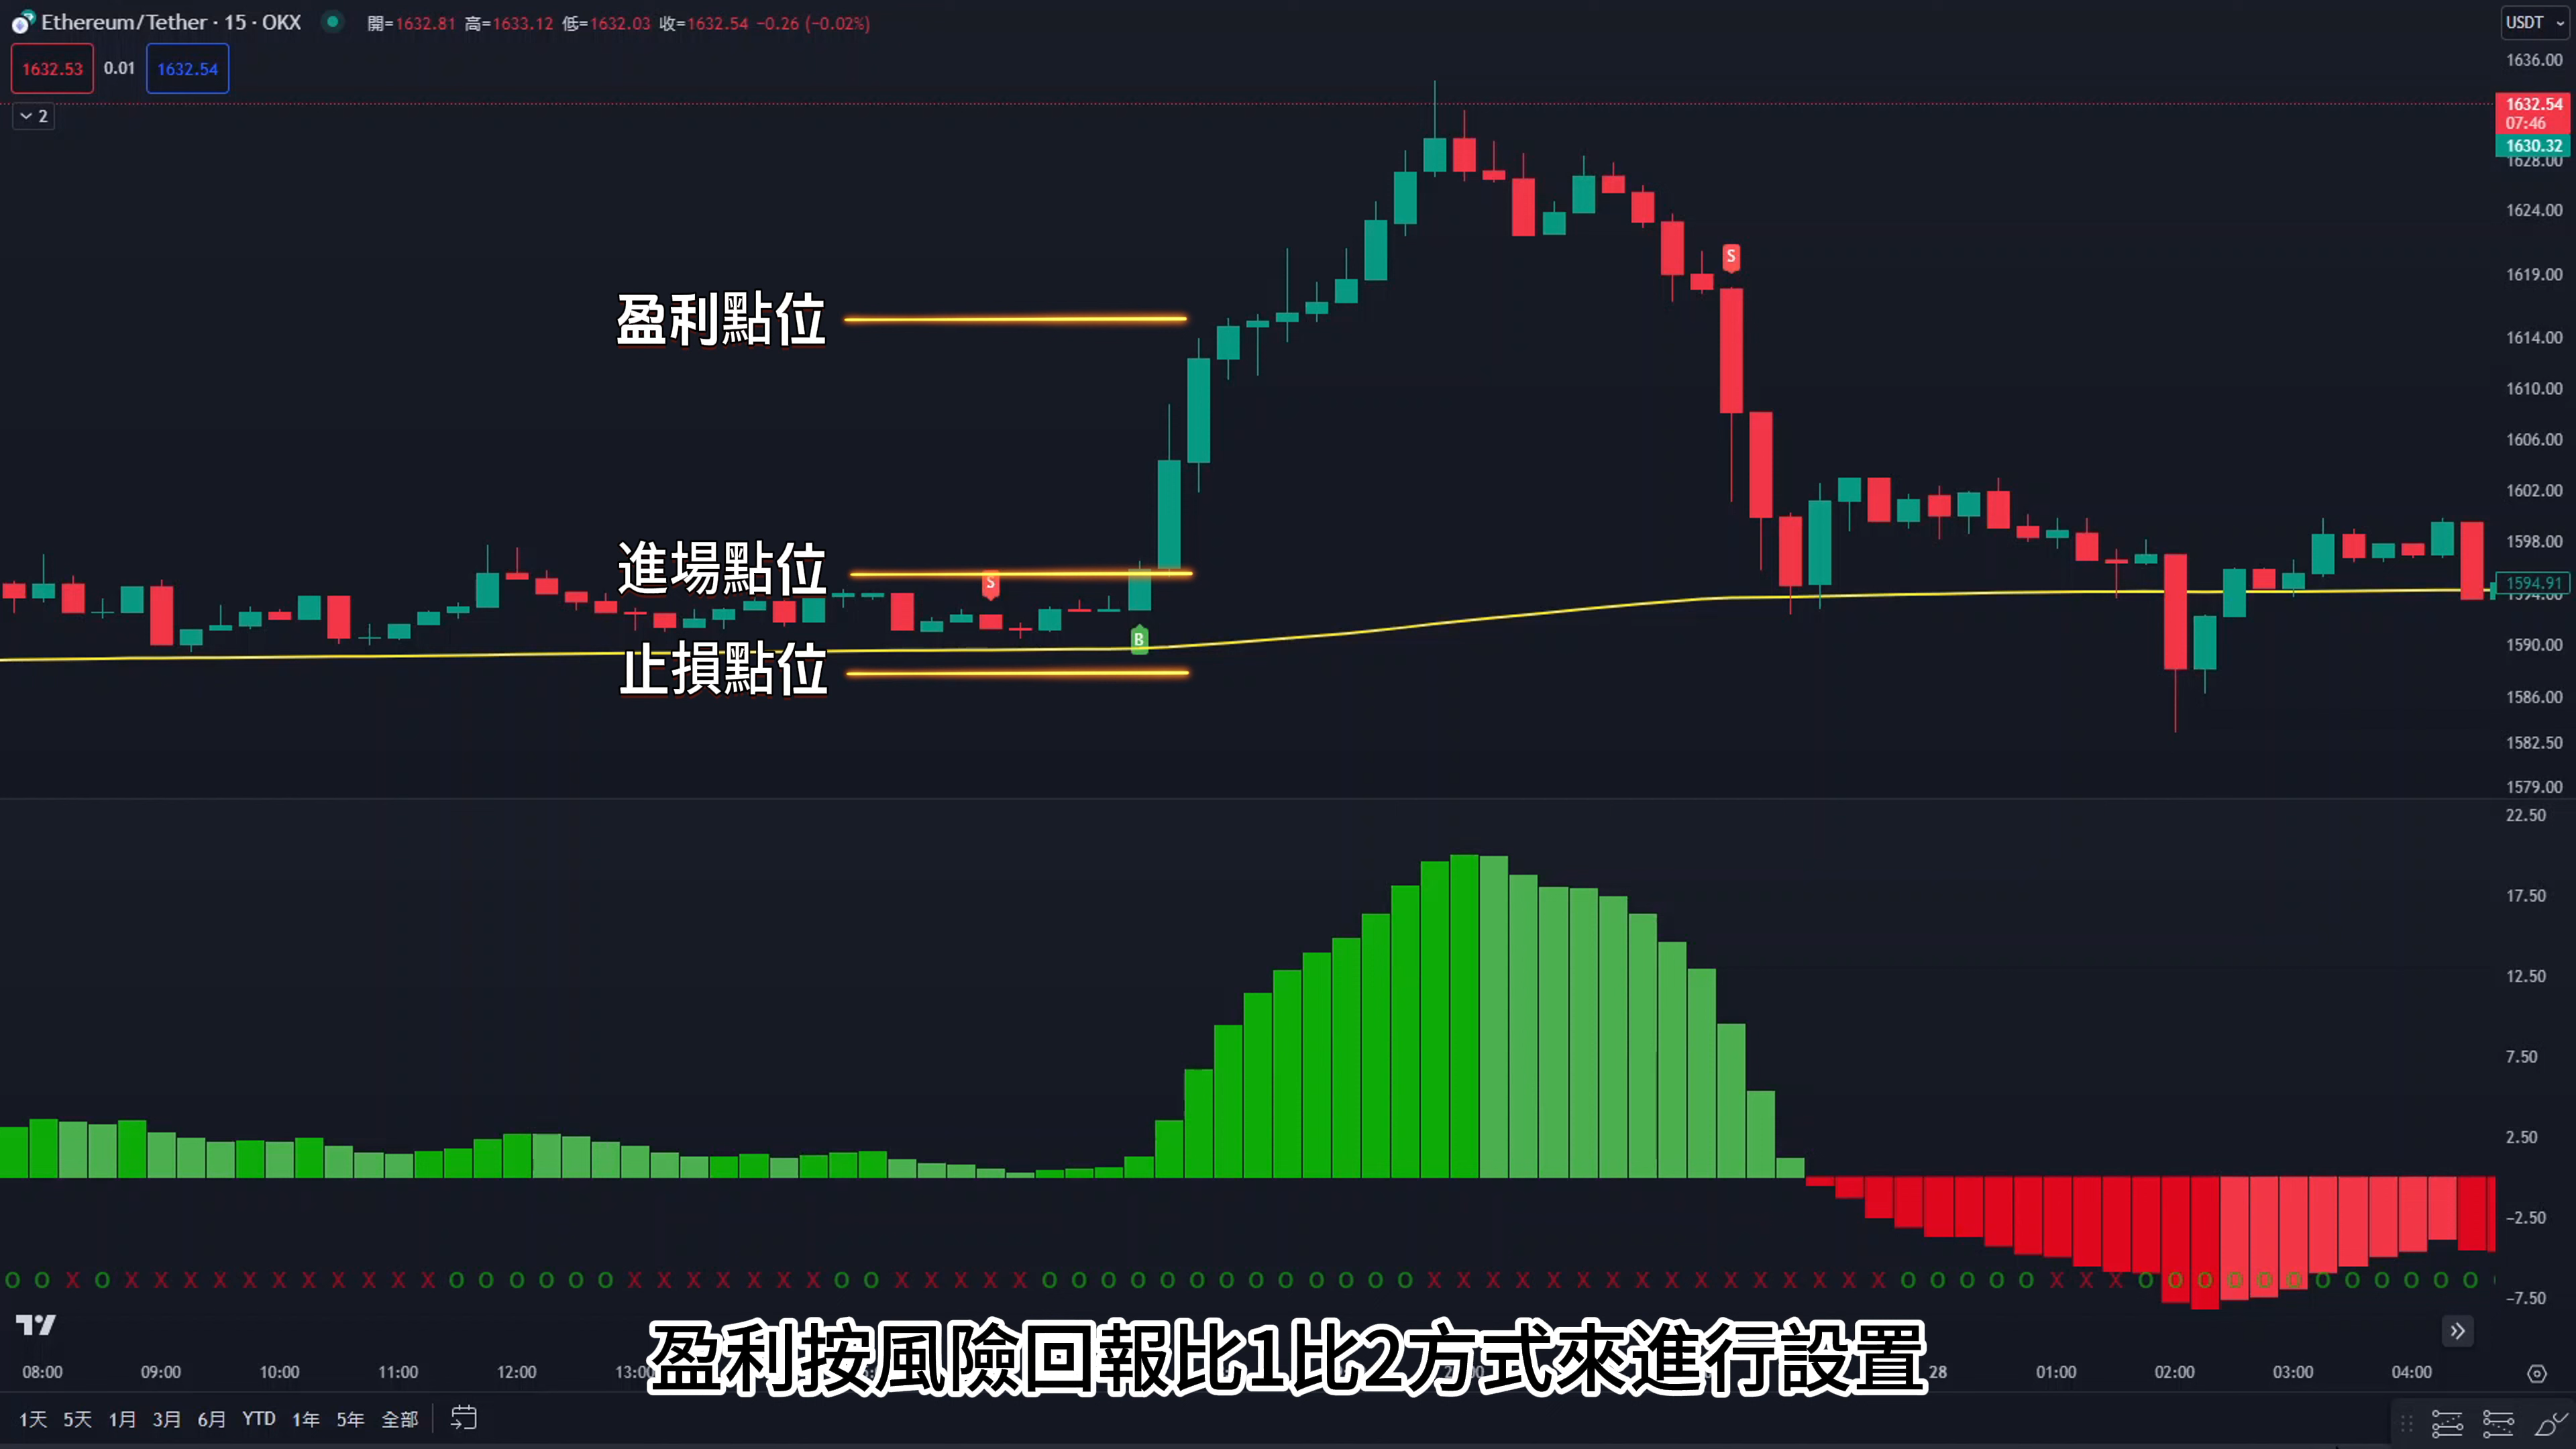 Ethereum/Tether · 15 · OKX 開=1632.81 高=1633.12 低=1632.03 收=1632.54 −0.26 (−0.02%)
USDT
1632.53 0.01 1632.54
2
1636.00
1632.54
07:46
1630.32
1628.00
1624.00
1619.00
1614.00
1610.00
1606.00
1602.00
1598.00
1594.91
1594.00
1590.00
1586.00
1582.50
1579.00
S
盈利點位
進場點位
S
B
止損點位
22.50
17.50
12.50
7.50
2.50
−2.50
−7.50
O O X O X X X X X X X X X X X O O O O O O X X X X X X X O O X X X X X O O O O O O O O O O O O O X X X X X X X X X X X X X X X X O O O O O X X X O O O O O O O O O O O O
盈利按風險回報比1比2方式來進行設置
08:00 09:00 10:00 11:00 12:00 13:00 28 01:00 02:00 03:00 04:00
1天 5天 1月 3月 6月 YTD 1年 5年 全部